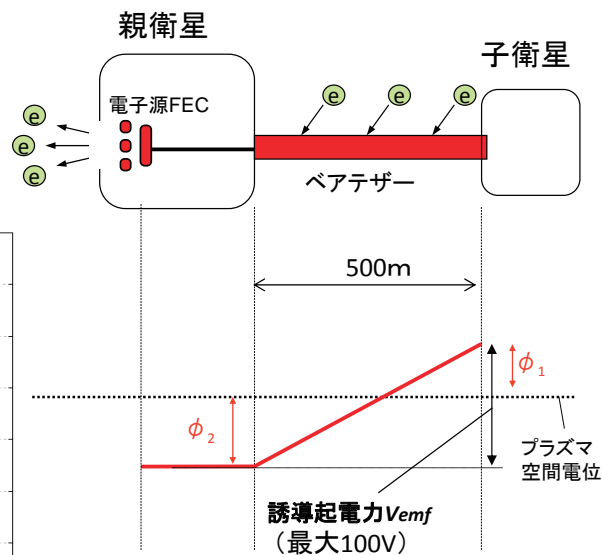 親衛星
子衛星
電子源FEC
e
e
e
e
e
e
ベアテザー
500m
φ1
φ2
プラズマ
空間電位
誘導起電力Vemf
（最大100V）